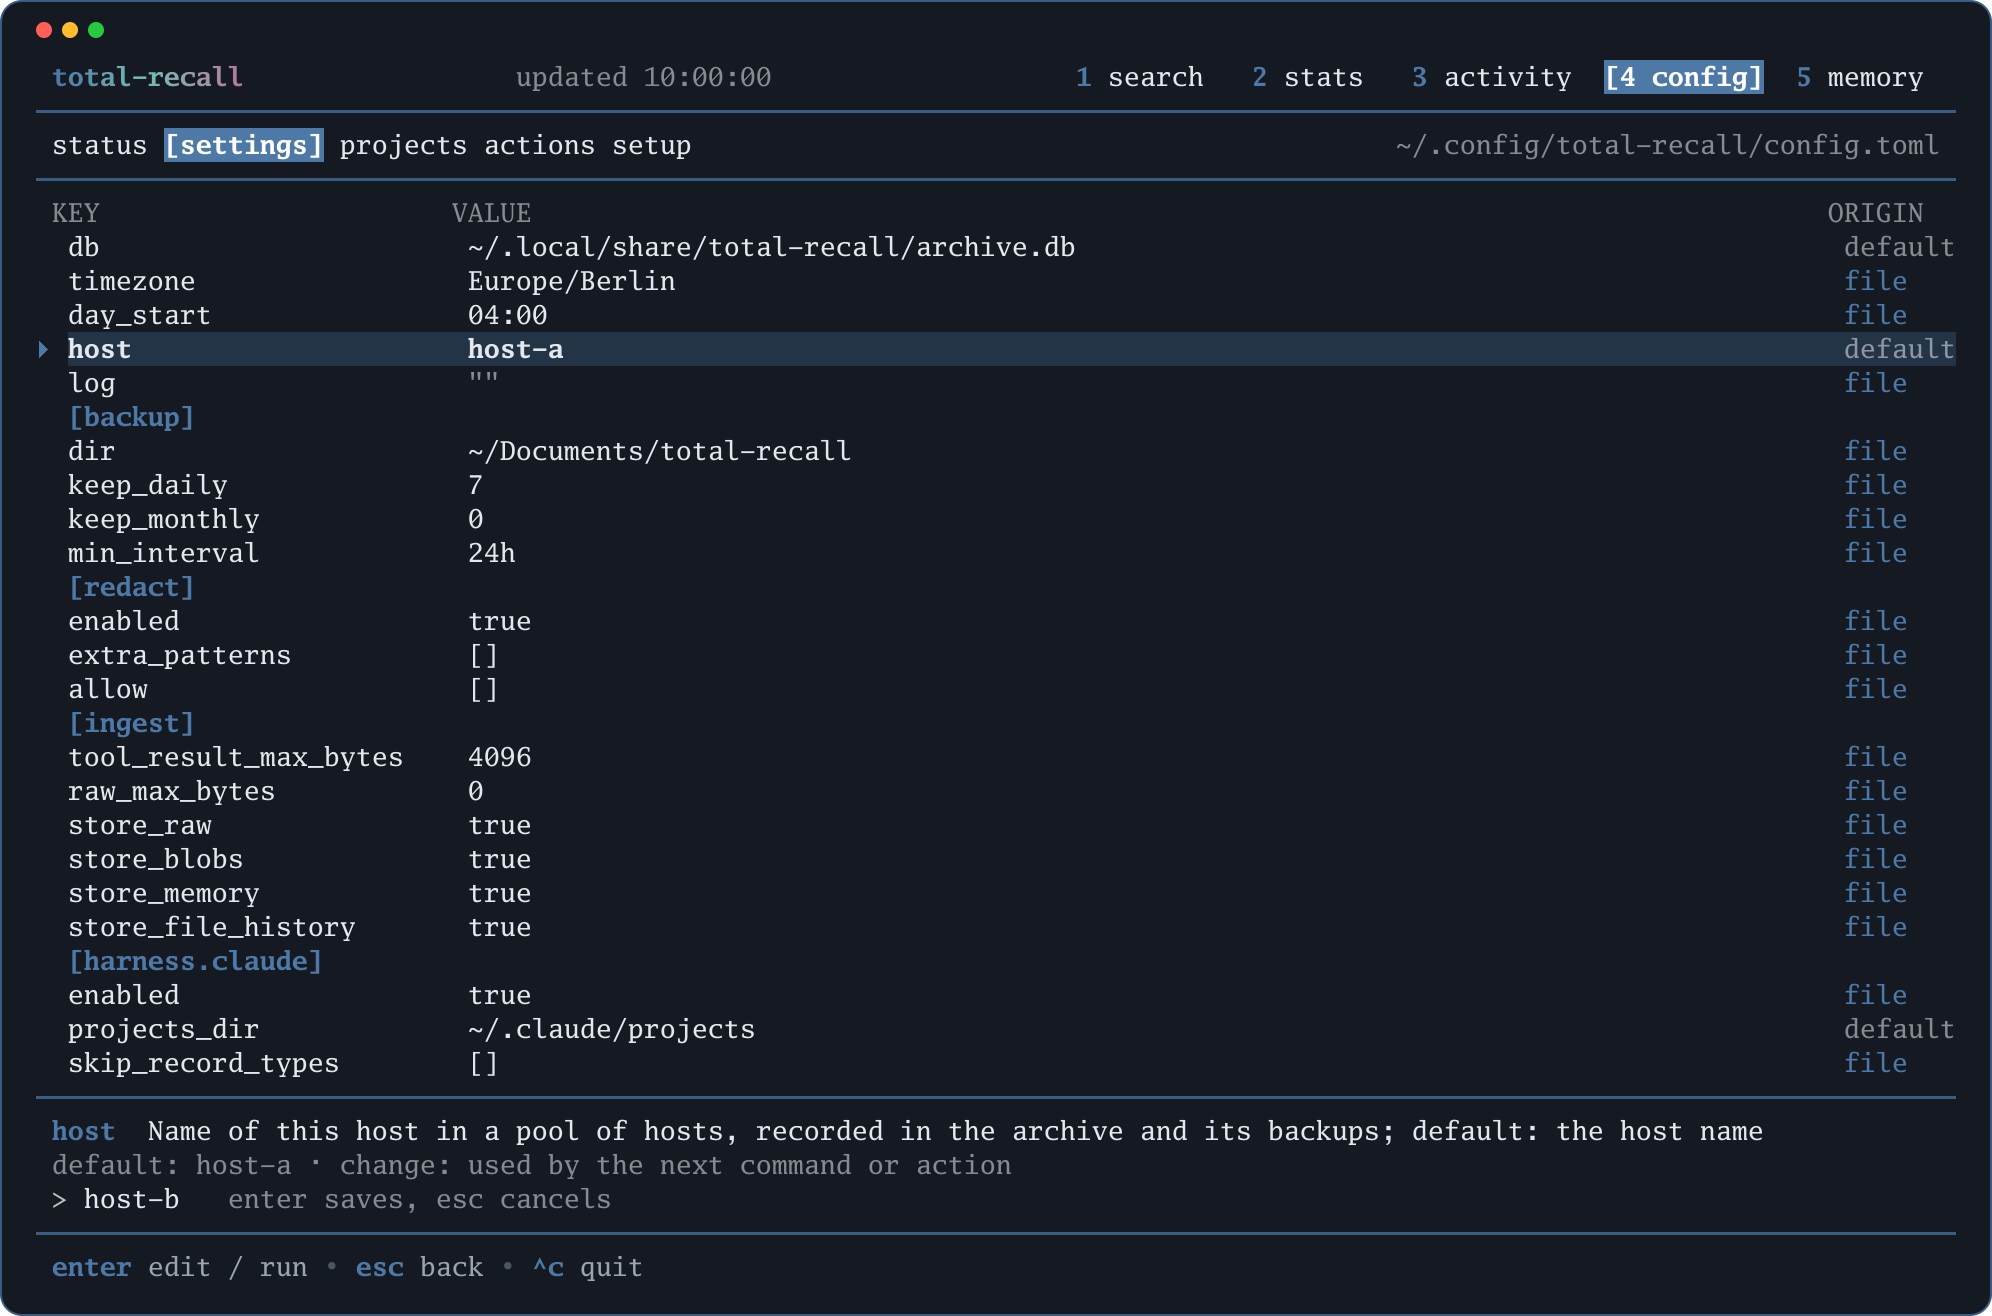 total-recall updated 10:00:00 1 search 2 stats 3 activity [4 config] 5 memory
status [settings] projects actions setup ~/.config/total-recall/config.toml
KEY VALUE ORIGIN
db ~/.local/share/total-recall/archive.db default
timezone Europe/Berlin file
day_start 04:00 file
host host-a default
log "" file
[backup]
dir ~/Documents/total-recall file
keep_daily 7 file
keep_monthly 0 file
min_interval 24h file
[redact]
enabled true file
extra_patterns [] file
allow [] file
[ingest]
tool_result_max_bytes 4096 file
raw_max_bytes 0 file
store_raw true file
store_blobs true file
store_memory true file
store_file_history true file
[harness.claude]
enabled true file
projects_dir ~/.claude/projects default
skip_record_types [] file
host Name of this host in a pool of hosts, recorded in the archive and its backups; default: the host name
default: host-a · change: used by the next command or action
> host-b enter saves, esc cancels
enter edit / run • esc back • ^c quit